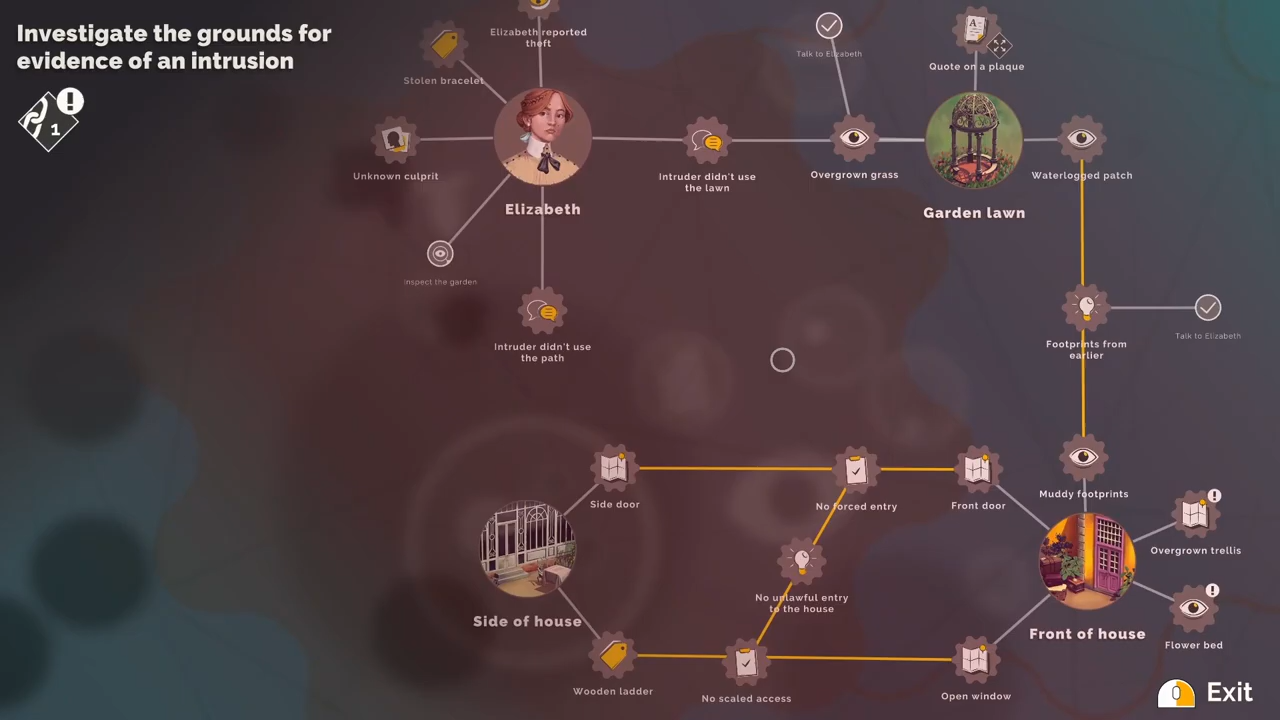 Investigate the grounds for
evidence of an intrusion
1
Elizabeth reported
theft
Stolen bracelet
Talk to Elizabeth
A
Quote on a plaque
Unknown culprit
Elizabeth
Intruder didn't use
the lawn
Overgrown grass
Garden lawn
Waterlogged patch
Inspect the garden
Intruder didn't use
the path
Footprints from
earlier
Talk to Elizabeth
Side door
No forced entry
Front door
Muddy footprints
Overgrown trellis
No unlawful entry
to the house
Side of house
Front of house
Flower bed
Wooden ladder
No scaled access
Open window
Exit